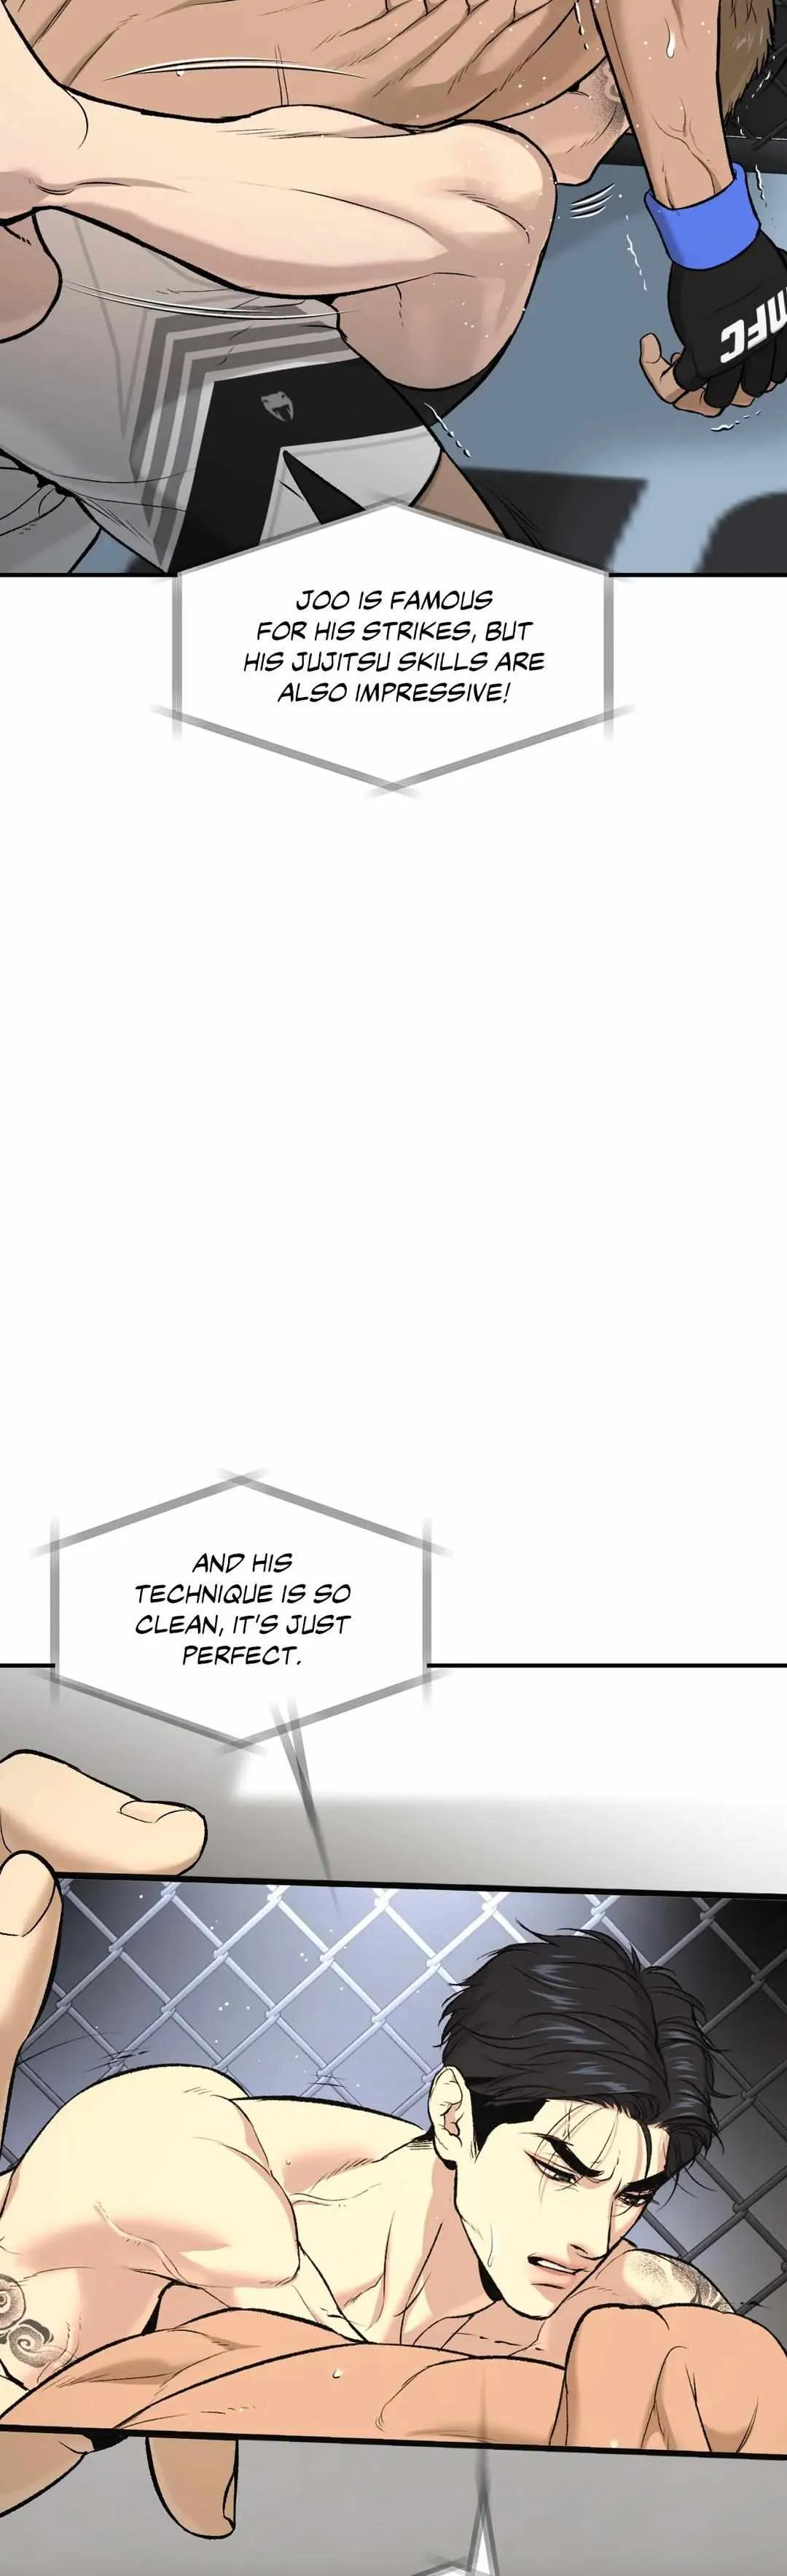 MFC
JOO IS FAMOUS
FOR HIS STRIKES, BUT
HIS JUJITSU SKILLS ARE
ALSO IMPRESSIVE!
AND HIS
TECHNIQUE IS SO
CLEAN, IT'S JUST
PERFECT.